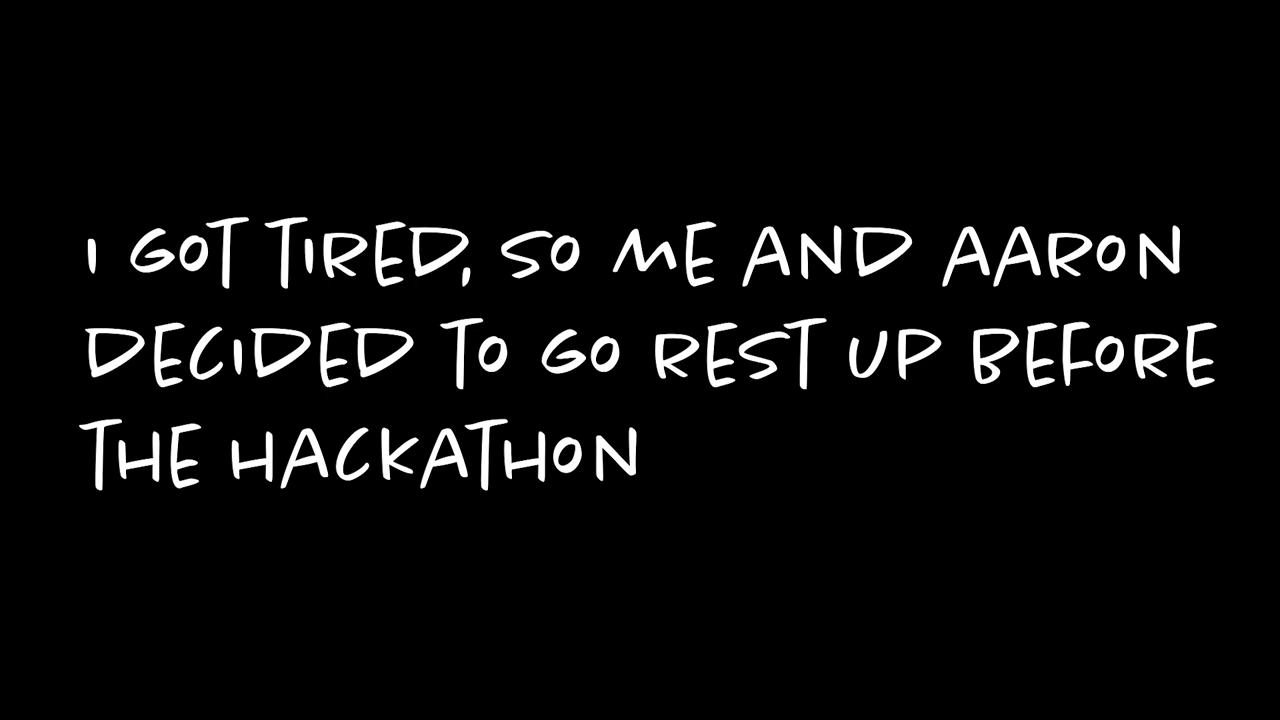 I GOT TIRED, SO ME AND AARON
DECIDED TO GO REST UP BEFORE
THE HACKATHON